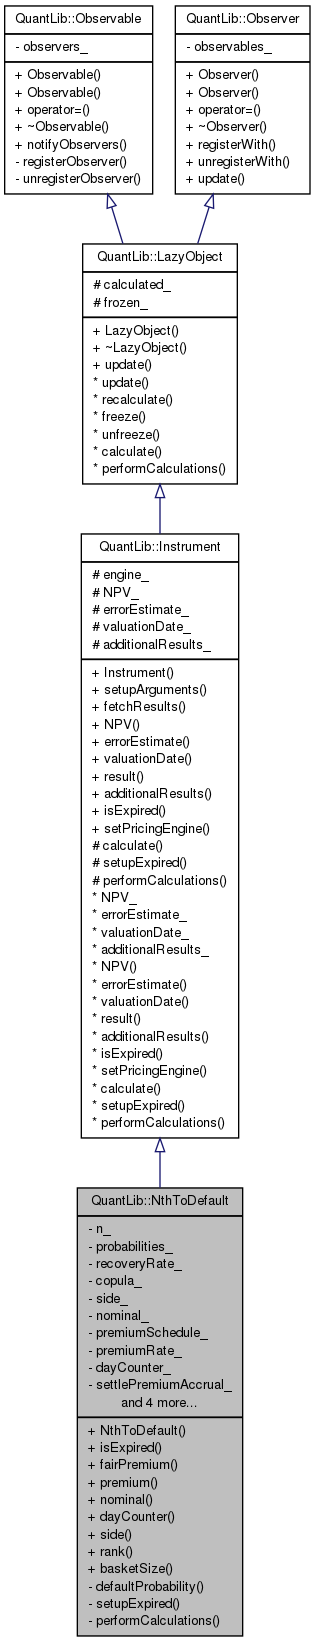 QuantLib::Observable
- observers_
+ Observable()
+ Observable()
+ operator=()
+ ~Observable()
+ notifyObservers()
- registerObserver()
- unregisterObserver()
QuantLib::Observer
- observables_
+ Observer()
+ Observer()
+ operator=()
+ ~Observer()
+ registerWith()
+ unregisterWith()
+ update()
QuantLib::LazyObject
# calculated_
# frozen_
+ LazyObject()
+ ~LazyObject()
+ update()
* update()
* recalculate()
* freeze()
* unfreeze()
* calculate()
* performCalculations()
QuantLib::Instrument
# engine_
# NPV_
# errorEstimate_
# valuationDate_
# additionalResults_
+ Instrument()
+ setupArguments()
+ fetchResults()
+ NPV()
+ errorEstimate()
+ valuationDate()
+ result()
+ additionalResults()
+ isExpired()
+ setPricingEngine()
# calculate()
# setupExpired()
# performCalculations()
* NPV_
* errorEstimate_
* valuationDate_
* additionalResults_
* NPV()
* errorEstimate()
* valuationDate()
* result()
* additionalResults()
* isExpired()
* setPricingEngine()
* calculate()
* setupExpired()
* performCalculations()
QuantLib::NthToDefault
- n_
- probabilities_
- recoveryRate_
- copula_
- side_
- nominal_
- premiumSchedule_
- premiumRate_
- dayCounter_
- settlePremiumAccrual_
and 4 more...
+ NthToDefault()
+ isExpired()
+ fairPremium()
+ premium()
+ nominal()
+ dayCounter()
+ side()
+ rank()
+ basketSize()
- defaultProbability()
- setupExpired()
- performCalculations()